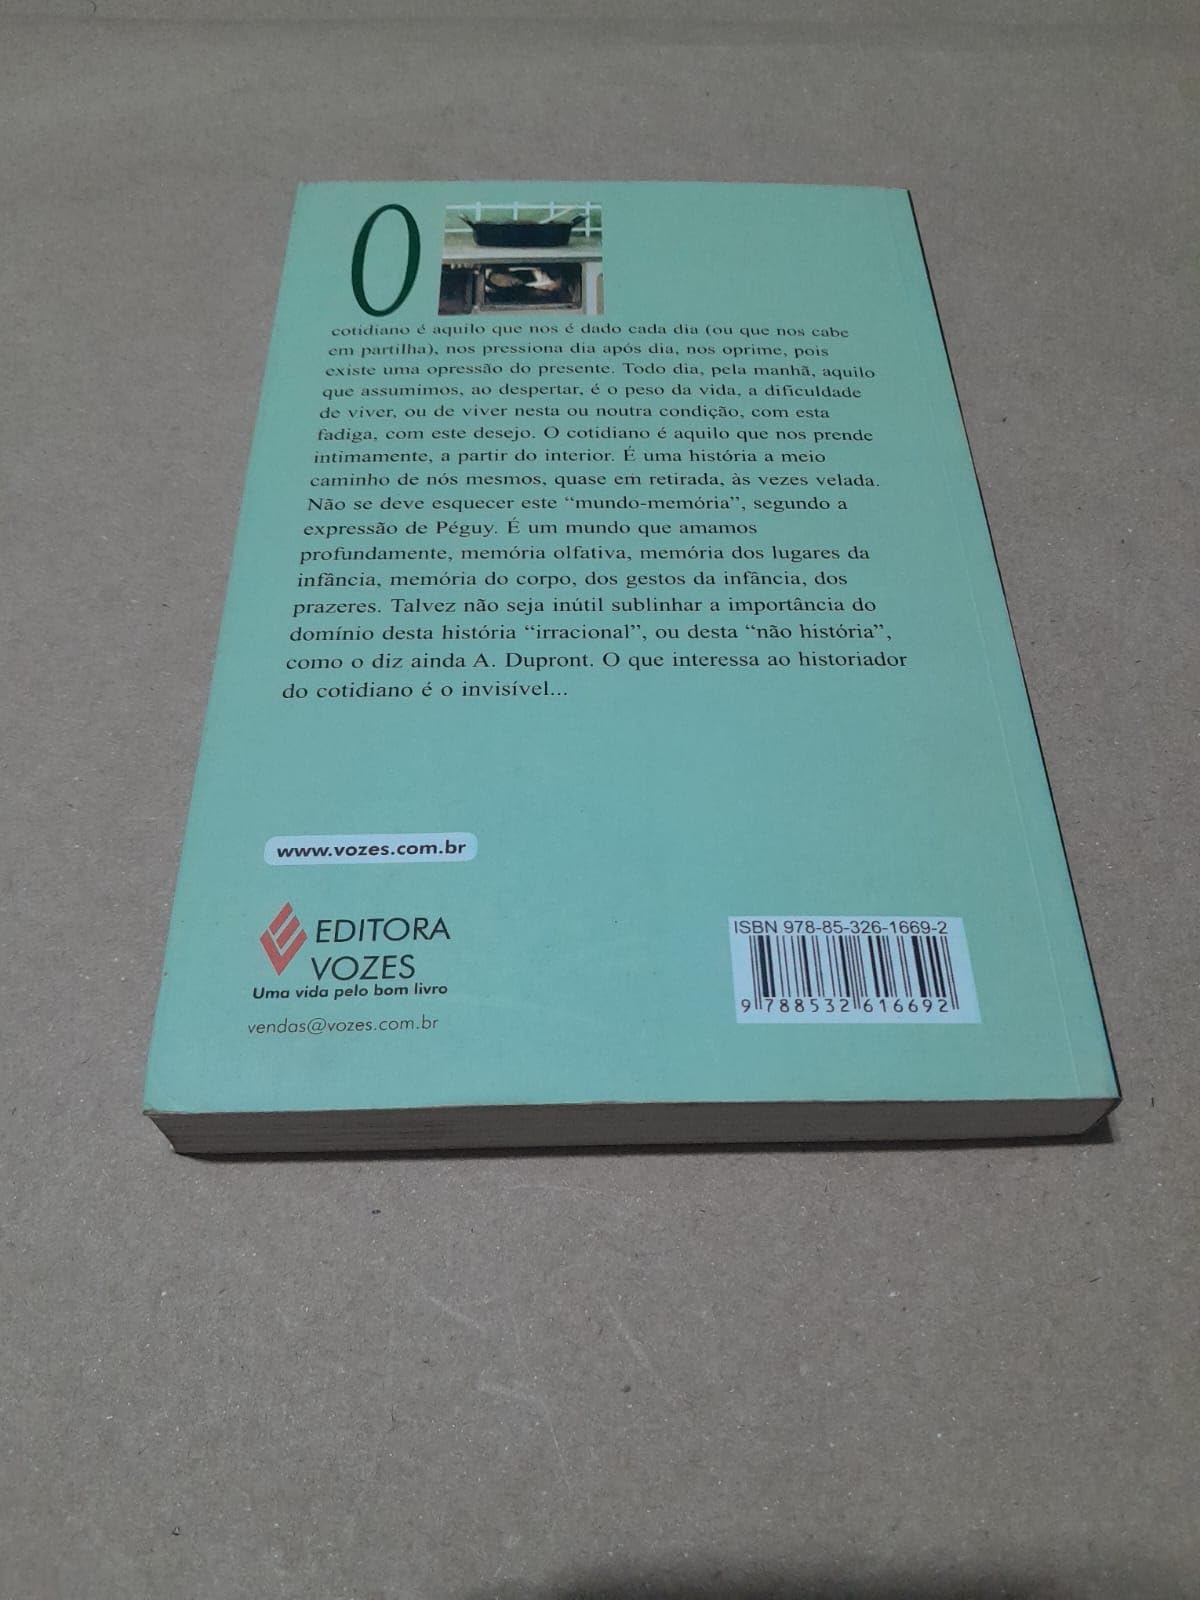 O
cotidiano é aquilo que nos é dado cada dia (ou que nos cabe
em partilha), nos pressiona dia após dia, nos oprime, pois
existe uma opressão do presente. Todo dia, pela manhã, aquilo
que assumimos, ao despertar, é o peso da vida, a dificuldade
de viver, ou de viver nesta ou noutra condição, com esta
fadiga, com este desejo. O cotidiano é aquilo que nos prende
intimamente, a partir do interior. É uma história a meio
caminho de nós mesmos, quase em retirada, às vezes velada.
Não se deve esquecer este “mundo-memória”, segundo a
expressão de Péguy. É um mundo que amamos
profundamente, memória olfativa, memória dos lugares da
infância, memória do corpo, dos gestos da infância, dos
prazeres. Talvez não seja inútil sublinhar a importância do
domínio desta história “irracional”, ou desta “não história”,
como o diz ainda A. Dupront. O que interessa ao historiador
do cotidiano é o invisível...
www.vozes.com.br
EDITORA
VOZES
Uma vida pelo bom livro
vendas@vozes.com.br
ISBN 978-85-326-1669-2
9 788532 616692